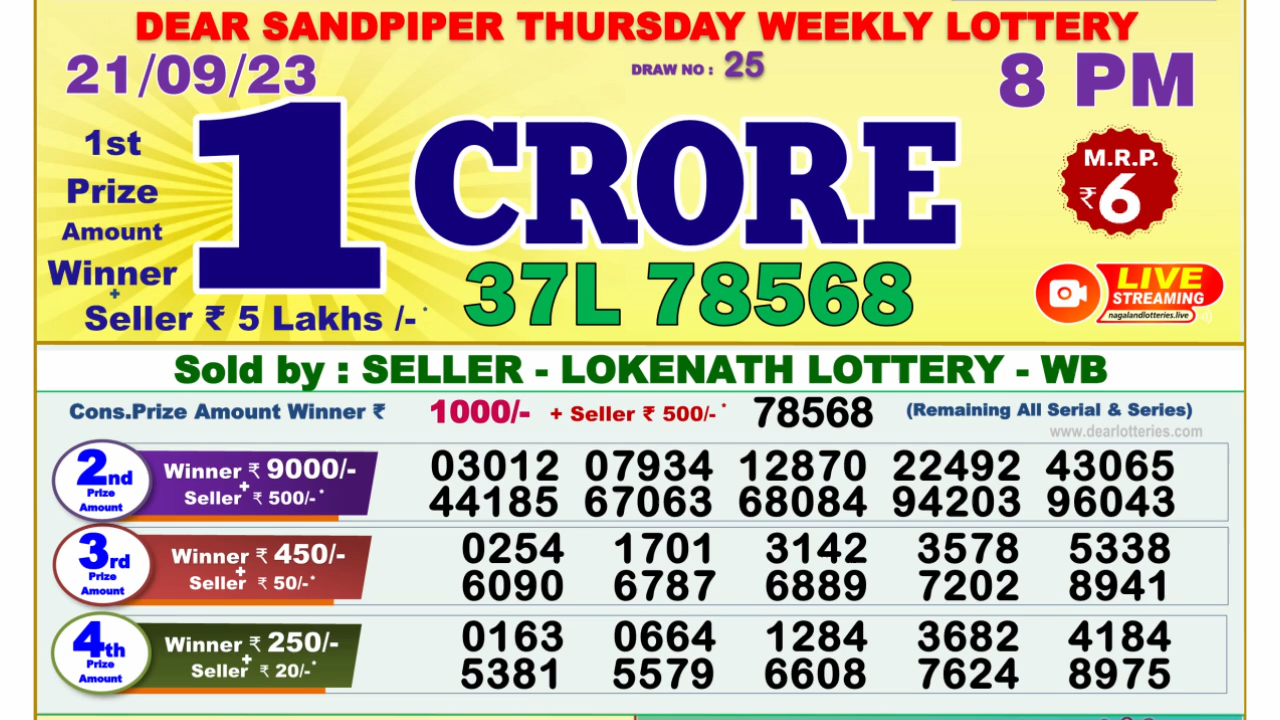 DEAR SANDPIPER THURSDAY WEEKLY LOTTERY
21/09/23
DRAW NO : 25
8 PM
1st
Prize
Amount
Winner
+
Seller ₹ 5 Lakhs /-*
1 CRORE
37L 78568
M.R.P.
₹ 6
LIVE
STREAMING
nagalandlotteries.live
Sold by : SELLER - LOKENATH LOTTERY - WB
Cons.Prize Amount Winner ₹ 1000/- + Seller ₹ 500/-* 78568 (Remaining All Serial & Series)
www.dearlotteries.com
2nd
Prize
Amount
Winner ₹ 9000/-
+
Seller ₹ 500/-*
03012 07934 12870 22492 43065
44185 67063 68084 94203 96043
3rd
Prize
Amount
Winner ₹ 450/-
+
Seller ₹ 50/-*
0254 1701 3142 3578 5338
6090 6787 6889 7202 8941
4th
Prize
Amount
Winner ₹ 250/-
+
Seller ₹ 20/-*
0163 0664 1284 3682 4184
5381 5579 6608 7624 8975